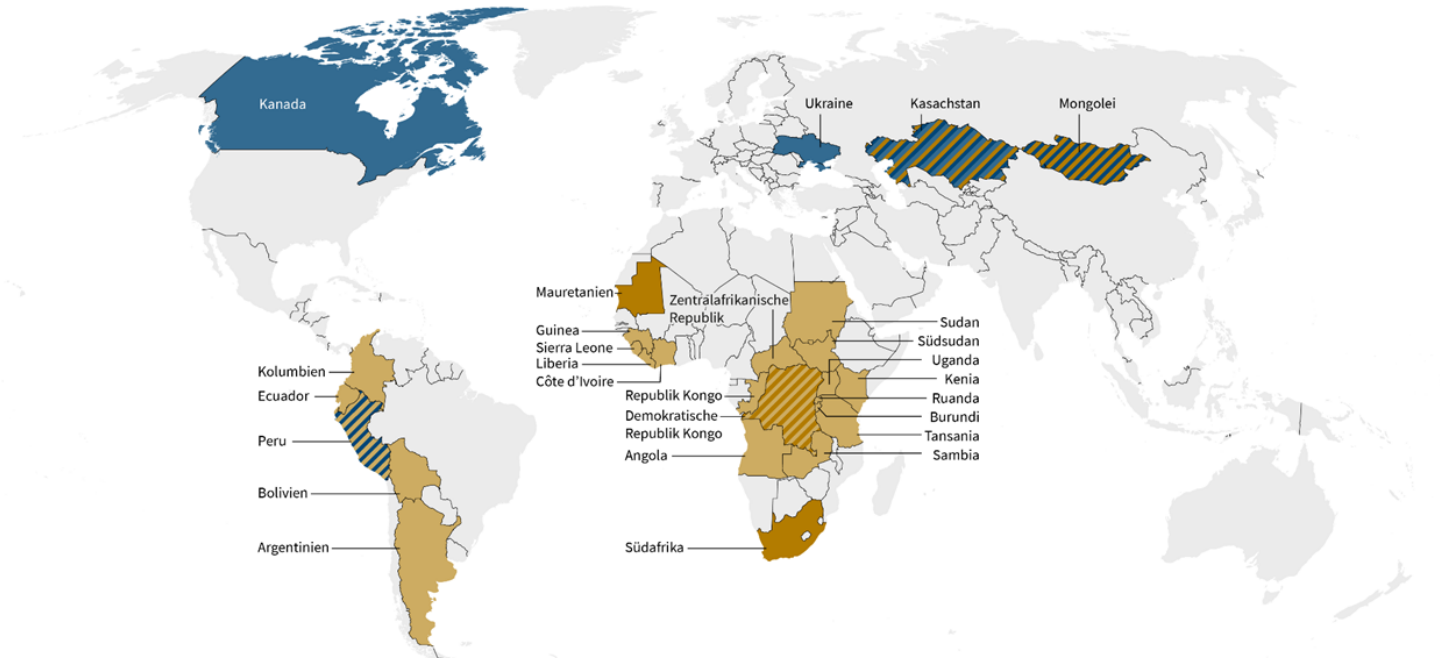 Kanada
Ukraine
Kasachstan
Mongolei
Mauretanien
Zentralafrikanische
Republik
Guinea
Sierra Leone
Liberia
Côte d'Ivoire
Republik Kongo
Demokratische
Republik Kongo
Angola
Südafrika
Sudan
Südsudan
Uganda
Kenia
Ruanda
Burundi
Tansania
Sambia
Kolumbien
Ecuador
Peru
Bolivien
Argentinien